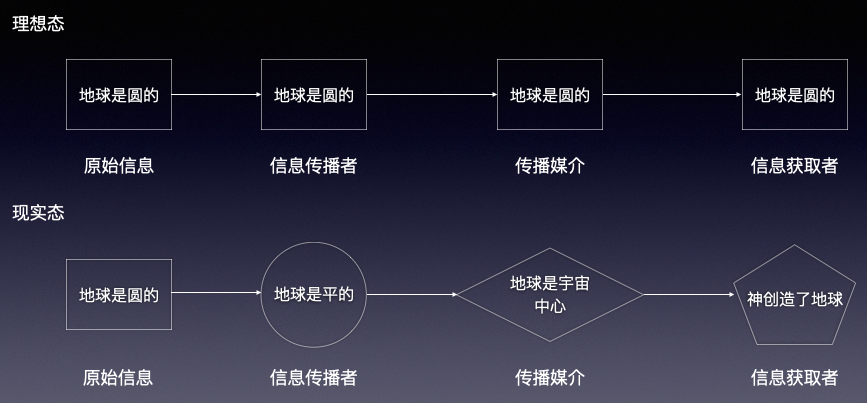 理想态
地球是圆的
地球是圆的
地球是圆的
地球是圆的
原始信息
信息传播者
传播媒介
信息获取者
现实态
地球是圆的
地球是平的
地球是宇宙
中心
神创造了地球
原始信息
信息传播者
传播媒介
信息获取者